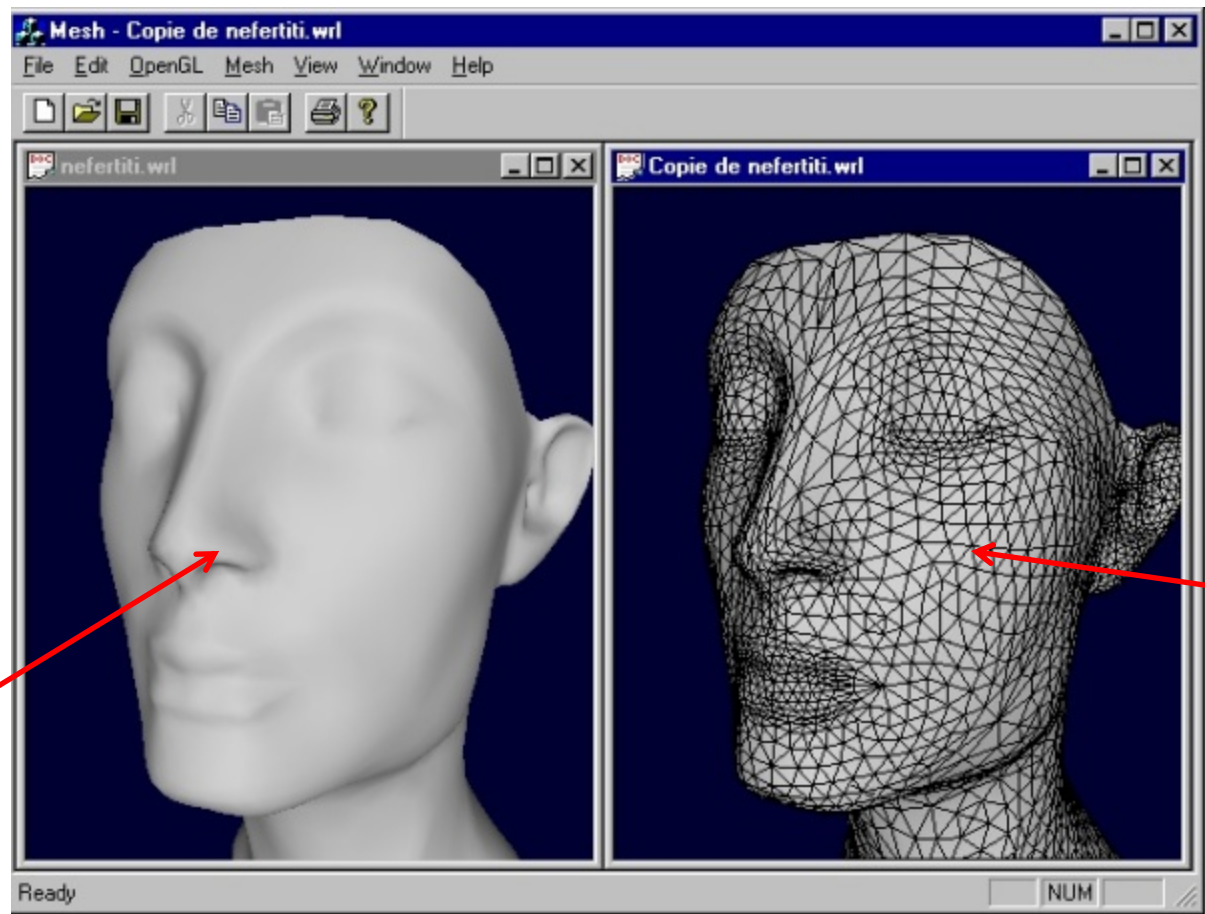 Mesh - Copie de nefertiti.wrl
File Edit OpenGL Mesh View Window Help
nefertiti.wrl
Copie de nefertiti.wrl
Ready
NUM